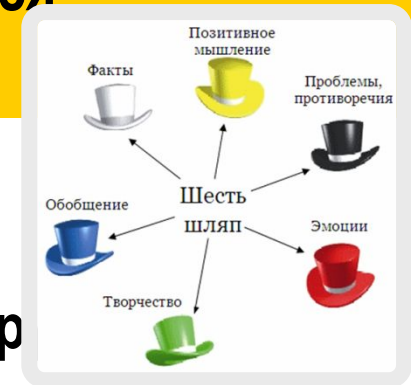 Позитивное
мышление
Факты
Проблемы,
противоречия
Шесть
шляп
Обобщение
Эмоции
Творчество
р